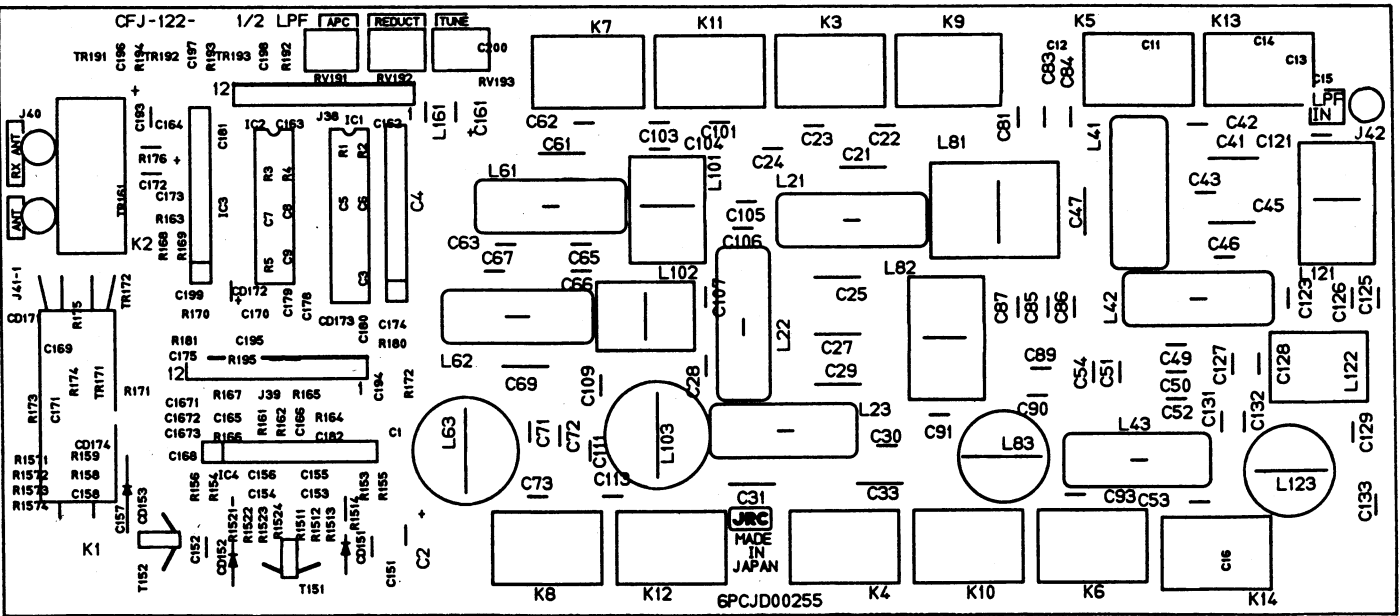 CFJ-122- 1/2 LPF APC REDUCT TUNE
K7 K11 K3 K9 K5 K13
TR191 C196 R194 TR192 C197 R193 TR193 C198 R192 C200
RV191 RV192 RV193
C12 C11 C14 C13 C15
C83 C84
LPF
IN
J42
J40
RX ANT
ANT
+
C193 C164 C181 IC2 C163 J38 IC1 C162 L161 C161 +
12 1
C62 C103 C101 C23 C22 C81 L41 C42
R176 + C172 C173 TR161 R163 IC3 R168 R169 K2
R3 R4 C7 C8 R5 C9 R1 R2 C5 C6 C3 C4
C61 C104 C24 C21 L81 C41 C121
L61 L101 L21 C43 C47 C45
C105 C106 C46
C63 C67 C65 C66 L102 C107 C25 L82 L121
J41-1 TR172 C199 CD172 + C179 C178
CD171 R175 R170 C170 CD173 C180 C174 R180
C87 C85 C86 L42 C123 C126 C125
C169 R181 C195 C175 R195
12 1
L62 C69 C109 C28 L22 C27 C29 C89 C54 C51 C49 C50 C52 C127 C128 L122
R174 TR171 R171 R167 J39 R165 C194 R172
R173 C171 C1671 C1672 C165 R161 R162 C166 R164
C1673 R166 C182 C1
CD174 C168
L63 C71 C72 C111 L103 L23 C30 C90 C91 L83 L43 C131 C132 C129
R1571 R159
R1572 R158
R1573 C158
R1574
R156 R154 IC4 C156 C155 R153 R155
C154 C153
C73 C113 C31 C33 C93 C53 L123 C133
C157 CD153 R1521- R1522 R1523 R1524 R1511 R1512 R1513 R1514
K1 T152 C152 CD152 T151 CD151 C151 + C2
JRC
MADE
IN
JAPAN
C16
K8 K12 K4 K10 K6 K14
6PCJD00255